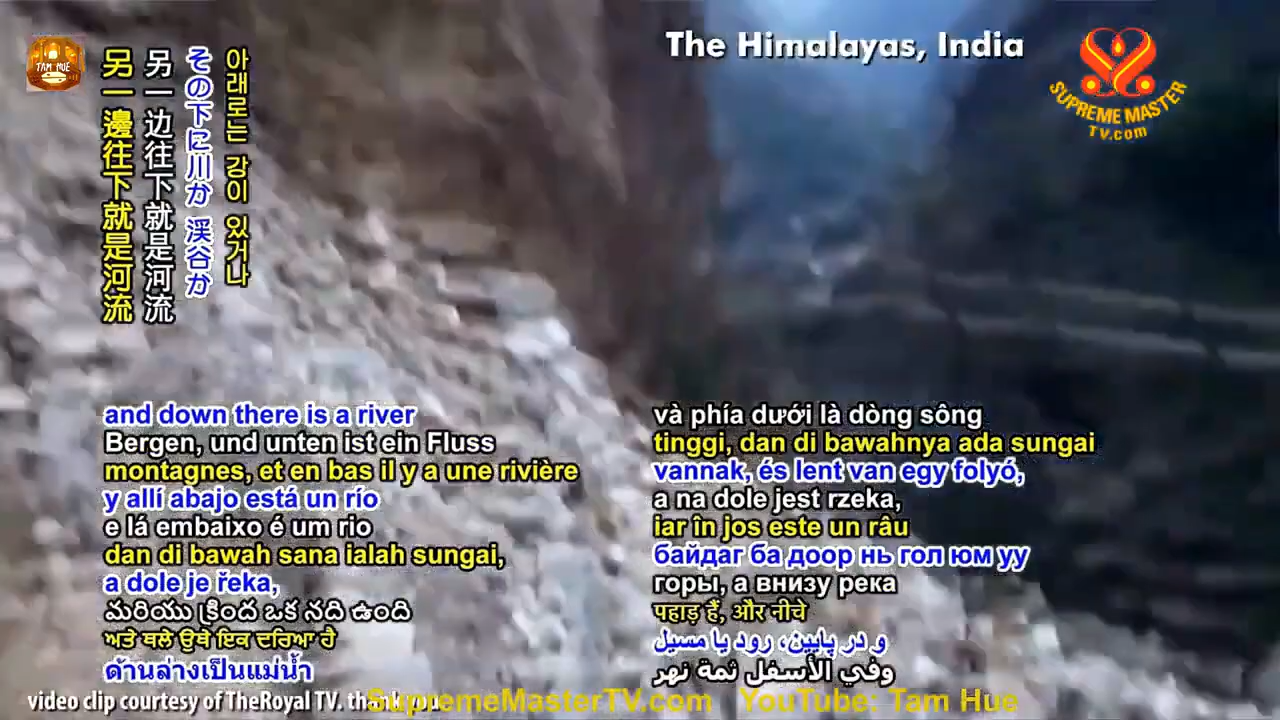 TAM HUE
The Himalayas, India
SUPREME MASTER
TV.com
另一邊往下就是河流
另一边往下就是河流
その下に川か 渓谷か
아래로는 강이 있거나
and down there is a river
Bergen, und unten ist ein Fluss
montagnes, et en bas il y a une rivière
y allí abajo está un río
e lá embaixo é um rio
dan di bawah sana ialah sungai,
a dole je řeka,
మరియు క్రింద ఒక నది ఉంది
ਅਤੇ ਥਲੇ ਉਥੇ ਇਕ ਦਰਿਆ ਹੈ
ด้านล่างเป็นแม่น้ำ
và phía dưới là dòng sông
tinggi, dan di bawahnya ada sungai
vannak, és lent van egy folyó,
a na dole jest rzeka,
iar în jos este un râu
байдаг ба доор нь гол юм уу
горы, а внизу река
पहाड़ हैं, और नीचे
و در پایین، رود یا مسیل
وفي الأسفل ثمة نهر
video clip courtesy of TheRoyal TV. thank you
SupremeMasterTV.com YouTube: Tam Hue